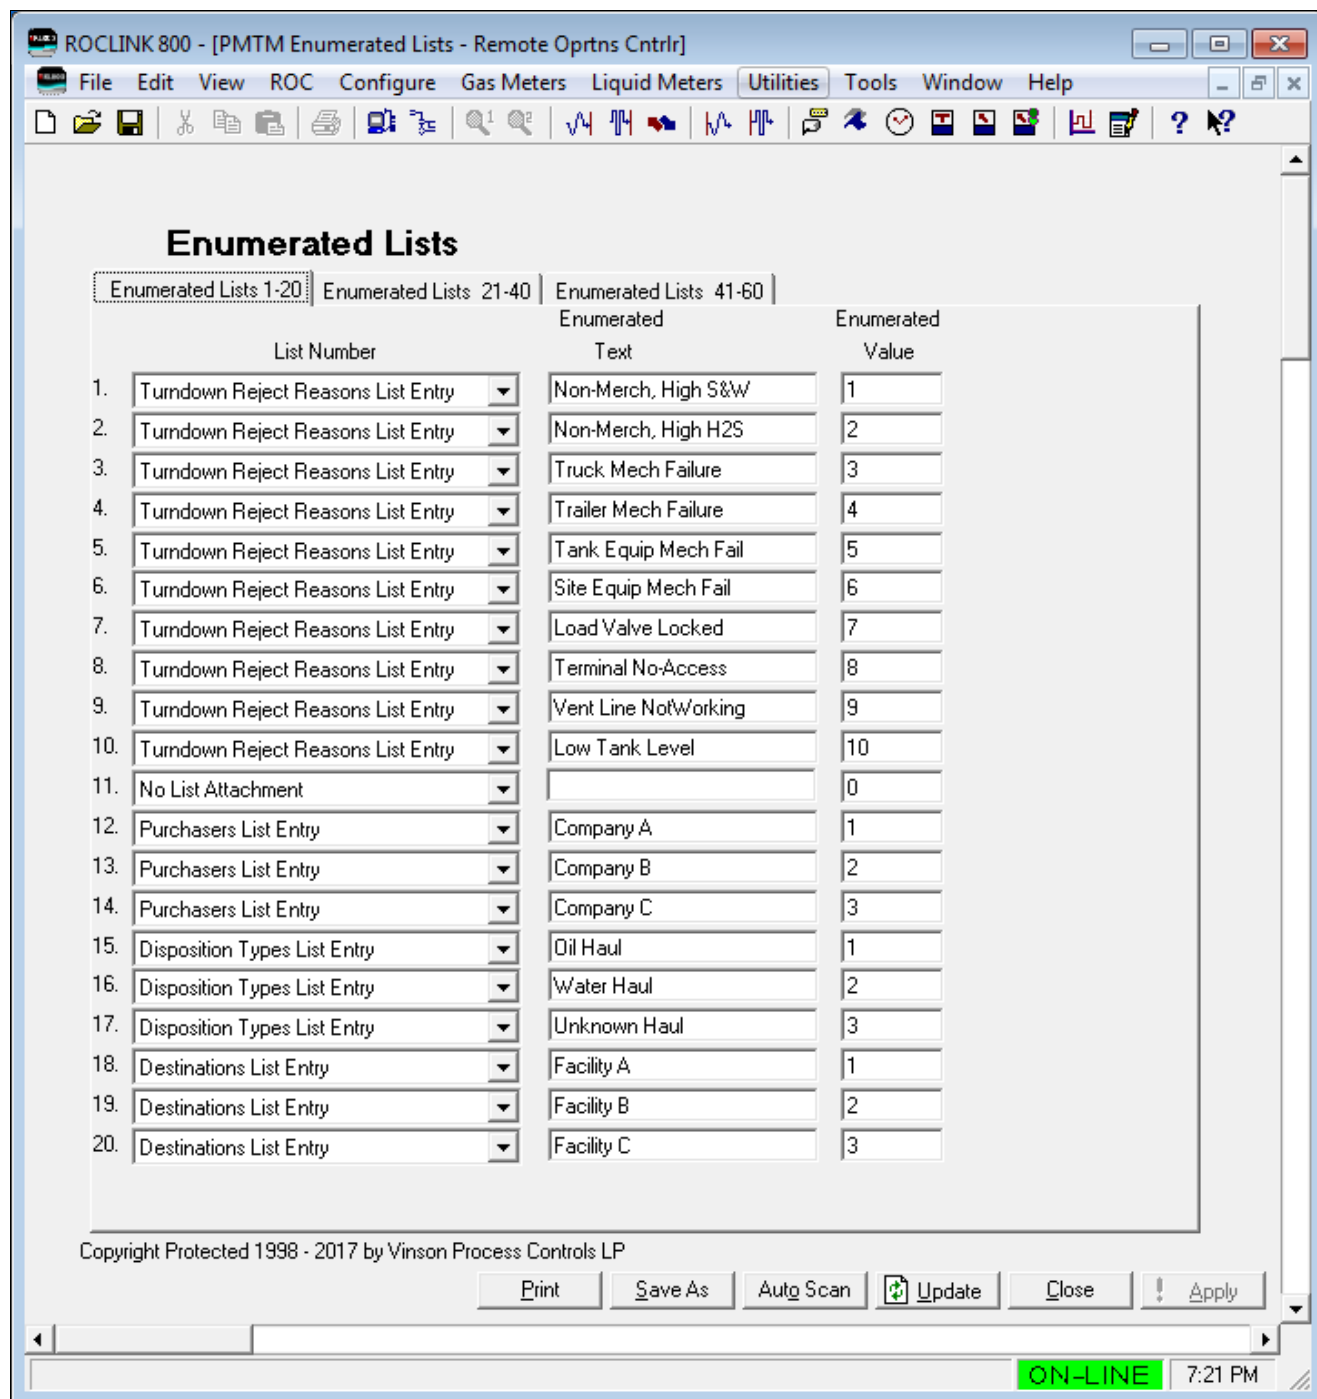 ROCLINK 800 - [PMTM Enumerated Lists - Remote Oprtns Cntrlr]
File Edit View ROC Configure Gas Meters Liquid Meters Utilities Tools Window Help
Enumerated Lists
Enumerated Lists 1-20 Enumerated Lists 21-40 Enumerated Lists 41-60
Enumerated Enumerated
List Number Text Value
1. Turndown Reject Reasons List Entry Non-Merch, High S&W 1
2. Turndown Reject Reasons List Entry Non-Merch, High H2S 2
3. Turndown Reject Reasons List Entry Truck Mech Failure 3
4. Turndown Reject Reasons List Entry Trailer Mech Failure 4
5. Turndown Reject Reasons List Entry Tank Equip Mech Fail 5
6. Turndown Reject Reasons List Entry Site Equip Mech Fail 6
7. Turndown Reject Reasons List Entry Load Valve Locked 7
8. Turndown Reject Reasons List Entry Terminal No-Access 8
9. Turndown Reject Reasons List Entry Vent Line NotWorking 9
10. Turndown Reject Reasons List Entry Low Tank Level 10
11. No List Attachment 0
12. Purchasers List Entry Company A 1
13. Purchasers List Entry Company B 2
14. Purchasers List Entry Company C 3
15. Disposition Types List Entry Oil Haul 1
16. Disposition Types List Entry Water Haul 2
17. Disposition Types List Entry Unknown Haul 3
18. Destinations List Entry Facility A 1
19. Destinations List Entry Facility B 2
20. Destinations List Entry Facility C 3
Copyright Protected 1998 - 2017 by Vinson Process Controls LP
Print Save As Auto Scan Update Close ! Apply
ON-LINE 7:21 PM